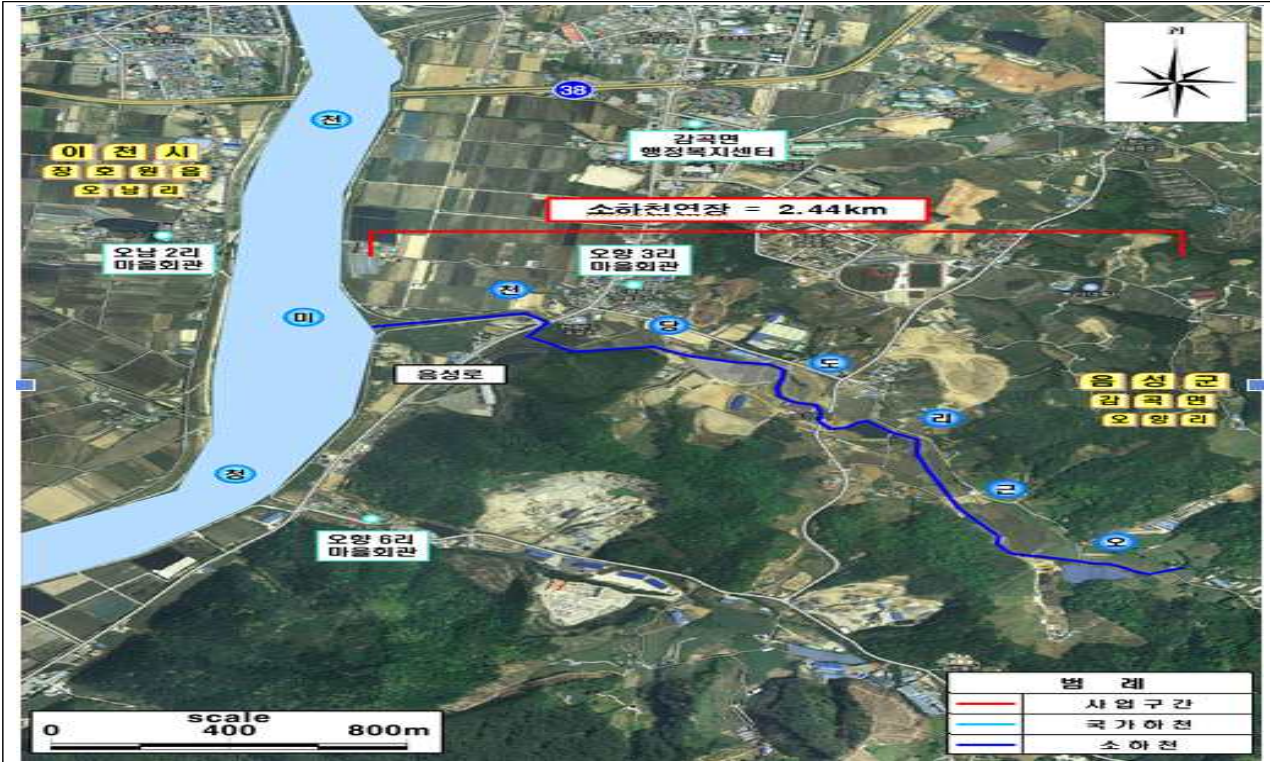 38
천
이천시
장호원읍
오남리
감곡면
행정복지센터
소하천연장 = 2.44km
오남 2리
마을회관
오향 3리
마을회관
천
미
당
도
음성로
음성군
감곡면
오향리
리
청
근
오향 6리
마을회관
오
범 례
사업구간
국가하천
소하천
scale
0 400 800m